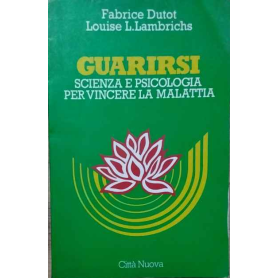 Fabrice Dutot
Louise L. Lambrichs
GUARIRSI
SCIENZA E PSICOLOGIA
PER VINCERE LA MALATTIA
Città Nuova